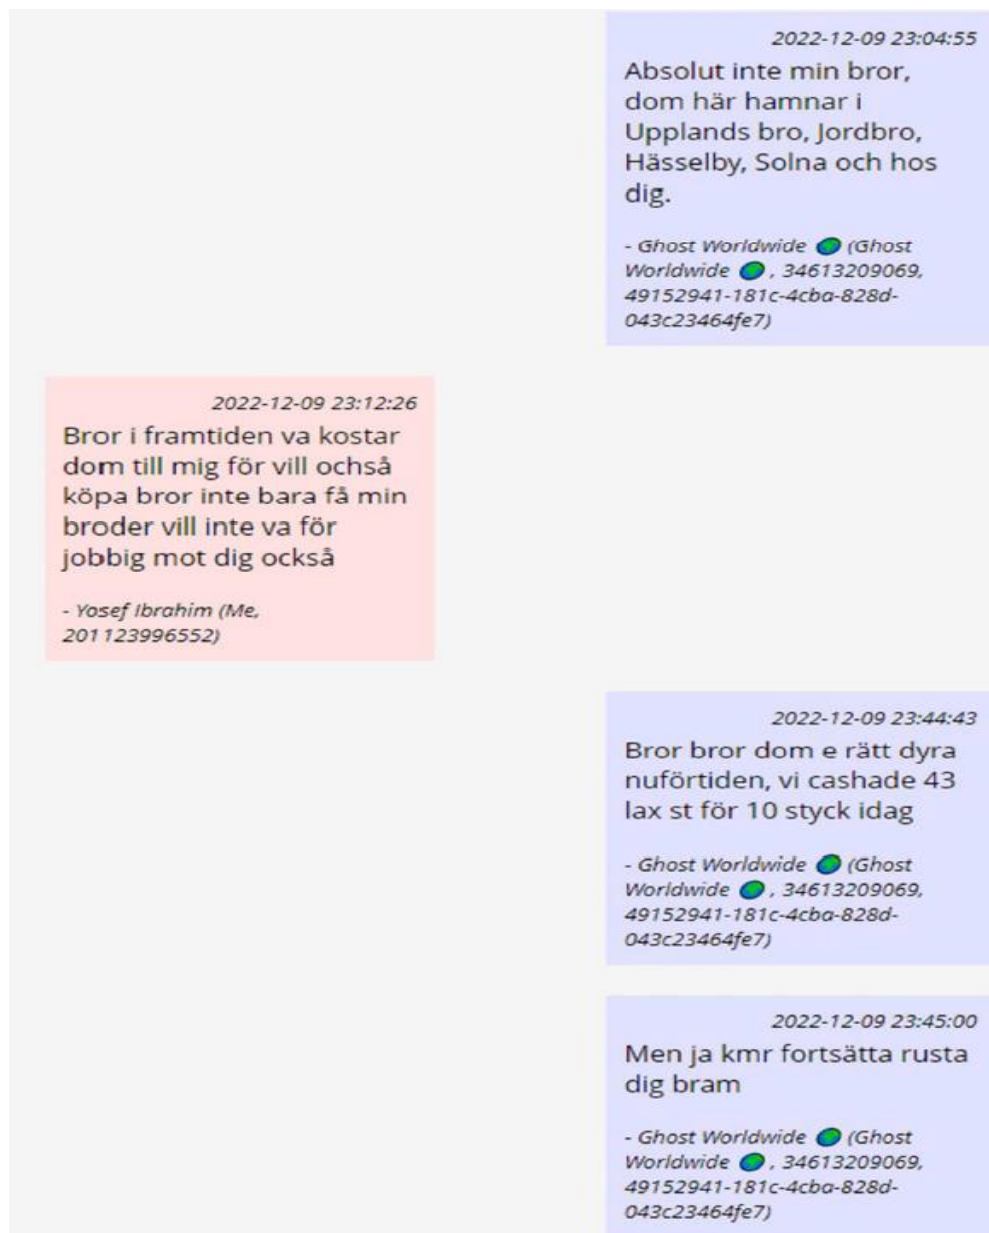 2022-12-09 23:04:55
Absolut inte min bror,
dom här hamnar i
Upplands bro, Jordbro,
Hässelby, Solna och hos
dig.
- Ghost Worldwide 🌍 (Ghost
Worldwide 🌍, 34613209069,
49152941-181c-4cba-828d-
043c23464fe7)
2022-12-09 23:12:26
Bror i framtiden va kostar
dom till mig för vill ochså
köpa bror inte bara få min
broder vill inte va för
jobbig mot dig också
- Yosef Ibrahim (Me,
201123996552)
2022-12-09 23:44:43
Bror bror dom e rätt dyra
nuförtiden, vi cashade 43
lax st för 10 styck idag
- Ghost Worldwide 🌍 (Ghost
Worldwide 🌍, 34613209069,
49152941-181c-4cba-828d-
043c23464fe7)
2022-12-09 23:45:00
Men ja kmr fortsätta rusta
dig bram
- Ghost Worldwide 🌍 (Ghost
Worldwide 🌍, 34613209069,
49152941-181c-4cba-828d-
043c23464fe7)